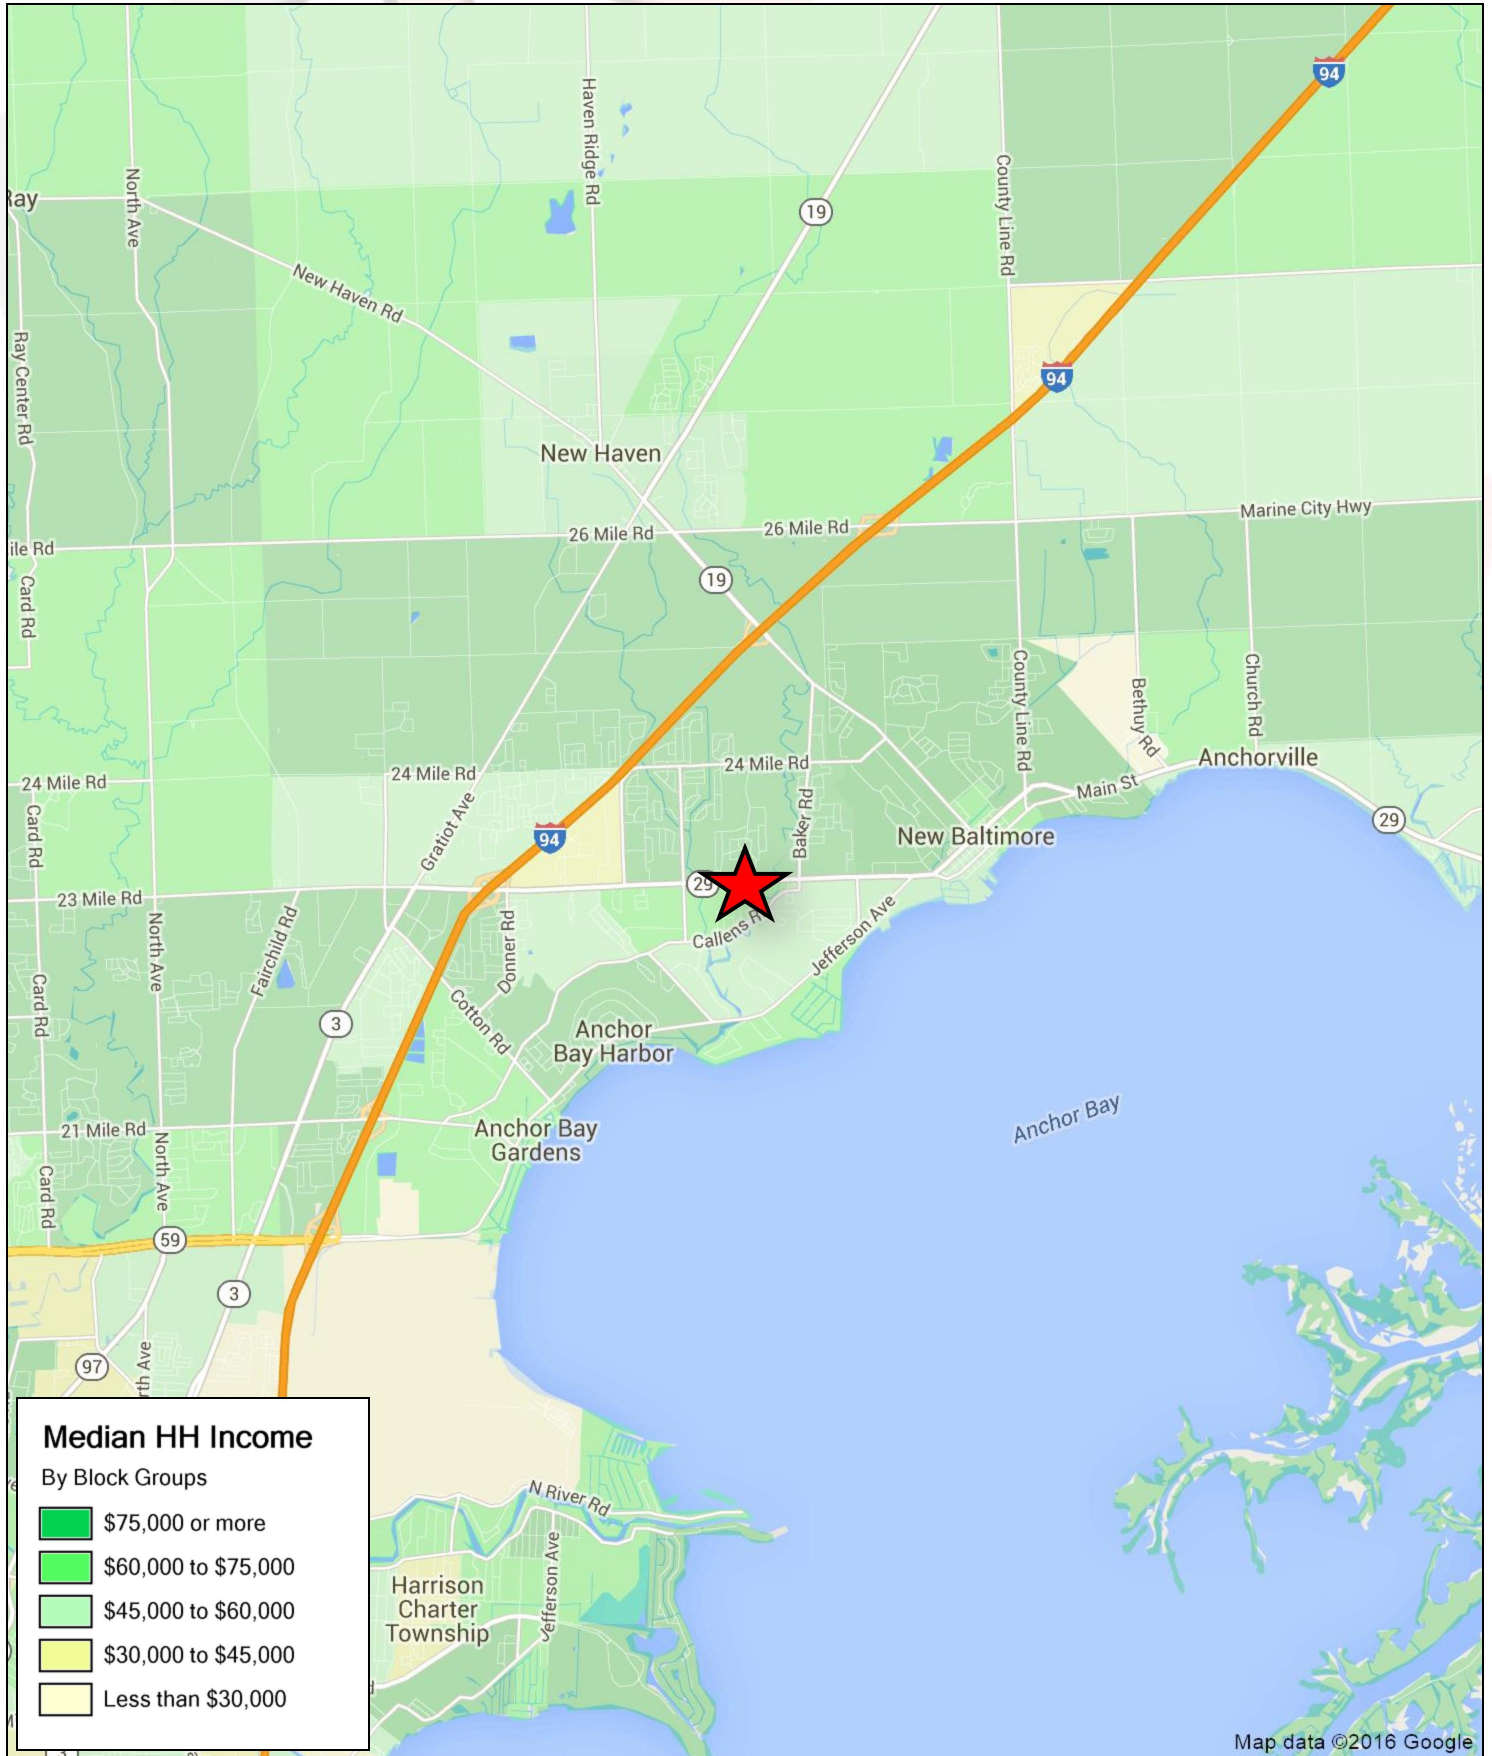 94
Haven Ridge Rd
19
County Line Rd
North Ave
New Haven Rd
Ray Center Rd
94
New Haven
Marine City Hwy
26 Mile Rd
26 Mile Rd
Card Rd
19
County Line Rd
Bethuy Rd
Church Rd
Anchorville
24 Mile Rd
24 Mile Rd
24 Mile Rd
Main St
29
Card Rd
Gratiot Ave
94
Baker Rd
New Baltimore
29
23 Mile Rd
North Ave
Fairchild Rd
Donner Rd
Callens
Jefferson Ave
Card Rd
3
Cotton Rd
Anchor
Bay Harbor
Anchor Bay
21 Mile Rd
Anchor Bay
Gardens
North Ave
Card Rd
59
3
97
Median HH Income
By Block Groups
$75,000 or more
$60,000 to $75,000
$45,000 to $60,000
$30,000 to $45,000
Less than $30,000
N River Rd
Jefferson Ave
Harrison
Charter
Township
Map data ©2016 Google